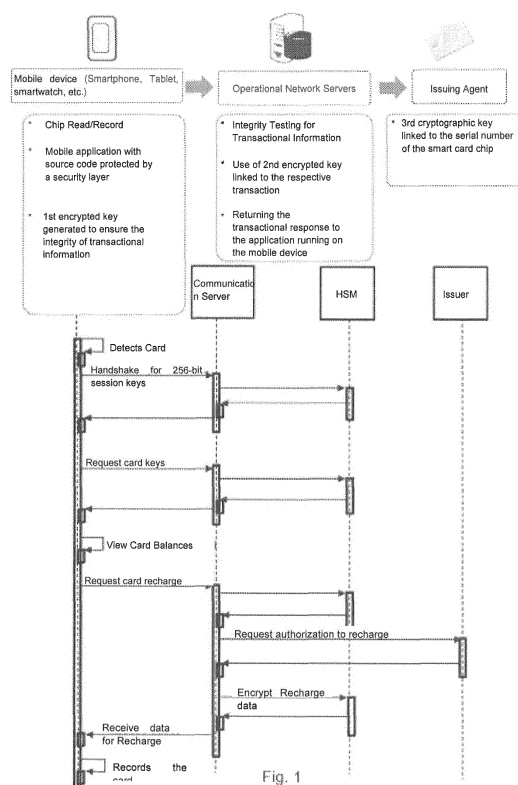 Mobile device (Smartphone, Tablet,
smartwatch, etc.)
Operational Network Servers
Issuing Agent
* Chip Read/Record
* Mobile application with
source code protected by
a security layer
* 1st encrypted key
generated to ensure the
integrity of transactional
information
* Integrity Testing for
Transactional Information
* Use of 2nd encrypted key
linked to the respective
transaction
* Returning the
transactional response to
the application running on
the mobile device
* 3rd cryptographic key
linked to the serial number
of the smart card chip
Communicatio
n Server
HSM
Issuer
Detects Card
Handshake for 256-bit
session keys
Request card keys
View Card Balances
Request card recharge
Request authorization to recharge
Encrypt Recharge
data
Receive data
for Recharge
Records the
card
Fig. 1